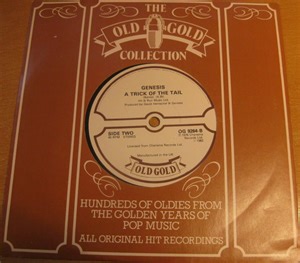 THE
OLD GOLD
COLLECTION
GENESIS
A TRICK OF THE TAIL
SIDE TWO
OG 9264 B
OLD GOLD
HUNDREDS OF OLDIES FROM
THE GOLDEN YEARS OF
POP MUSIC
ALL ORIGINAL HIT RECORDINGS